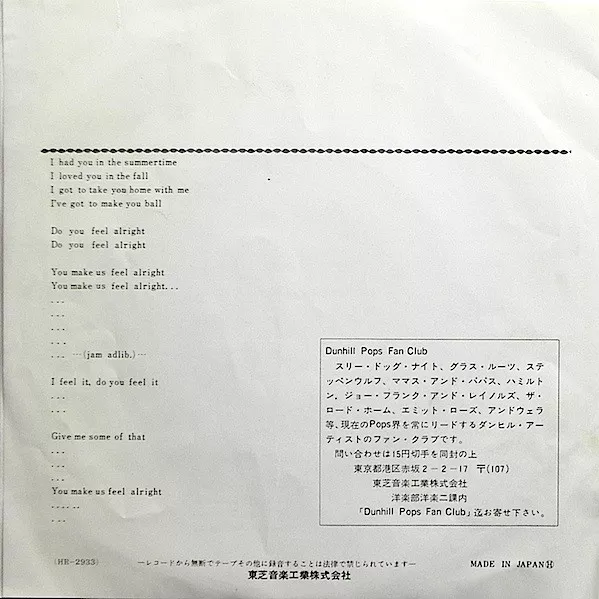 I had you in the summertime
I loved you in the fall
I got to take you home with me
I've got to make you ball
Do you feel alright
Do you feel alright
You make us feel alright
You make us feel alright...
...
...
...
...
... …(jam adlib.)…
I feel it, do you feel it
...
...
Give me some of that
...
...
...
You make us feel alright
......
...
Dunhill Pops Fan Club
スリー・ドッグ・ナイト、グラス・ルーツ、ステ
ッペンウルフ、ママス・アンド・パパス、ハミルト
ン，ジョー・フランク・アンド・レイノルズ、ザ・
ロード・ホーム、エミット・ローズ、アンドウェラ
等、現在のPops界を常にリードするダンヒル・アー
ティストのファン・クラブです。
問い合わせは15円切手を同封の上
東京都港区赤坂2-2-17 〒(107)
東芝音楽工業株式会社
洋楽部洋楽二課内
「Dunhill Pops Fan Club」迄お寄せ下さい。
(HR-2933)
—レコードから無断でテープその他に録音することは法律で禁じられています—
東芝音楽工業株式会社
MADE IN JAPAN Ⓗ